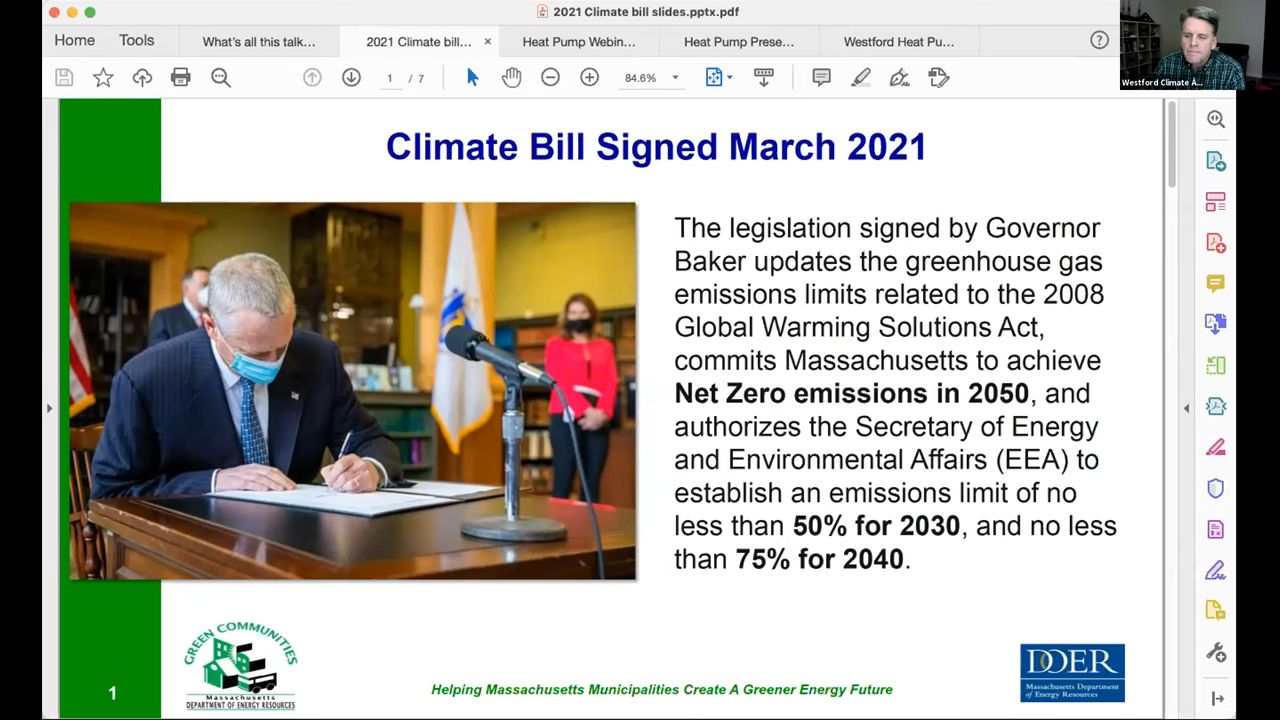 2021 Climate bill slides.pptx.pdf
Home
Tools
What's all this talk...
2021 Climate bill...
×
Heat Pump Webin...
Heat Pump Prese...
Westford Heat Pu...
?
1 / 7
84.6%
Westford Climate A...
Climate Bill Signed March 2021
The legislation signed by Governor
Baker updates the greenhouse gas
emissions limits related to the 2008
Global Warming Solutions Act,
commits Massachusetts to achieve
Net Zero emissions in 2050, and
authorizes the Secretary of Energy
and Environmental Affairs (EEA) to
establish an emissions limit of no
less than 50% for 2030, and no less
than 75% for 2040.
1
GREEN COMMUNITIES
Massachusetts
DEPARTMENT OF ENERGY RESOURCES
Helping Massachusetts Municipalities Create A Greener Energy Future
DOER
Massachusetts Department
of Energy Resources